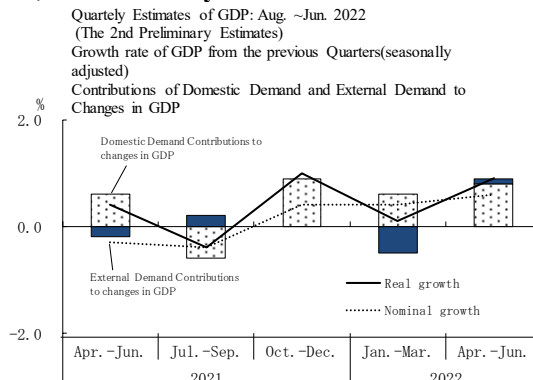 Quartely Estimates of GDP: Aug. ~Jun. 2022
(The 2nd Preliminary Estimates)
Growth rate of GDP from the previous Quarters(seasonally
adjusted)
Contributions of Domestic Demand and External Demand to
Changes in GDP
%
2.0
Domestic Demand Contributions to
changes in GDP
0.0
External Demand Contributions
to changes in GDP
Real growth
Nominal growth
-2.0
Apr.-Jun. Jul.-Sep. Oct.-Dec. Jan.-Mar. Apr.-Jun.
2021 2022